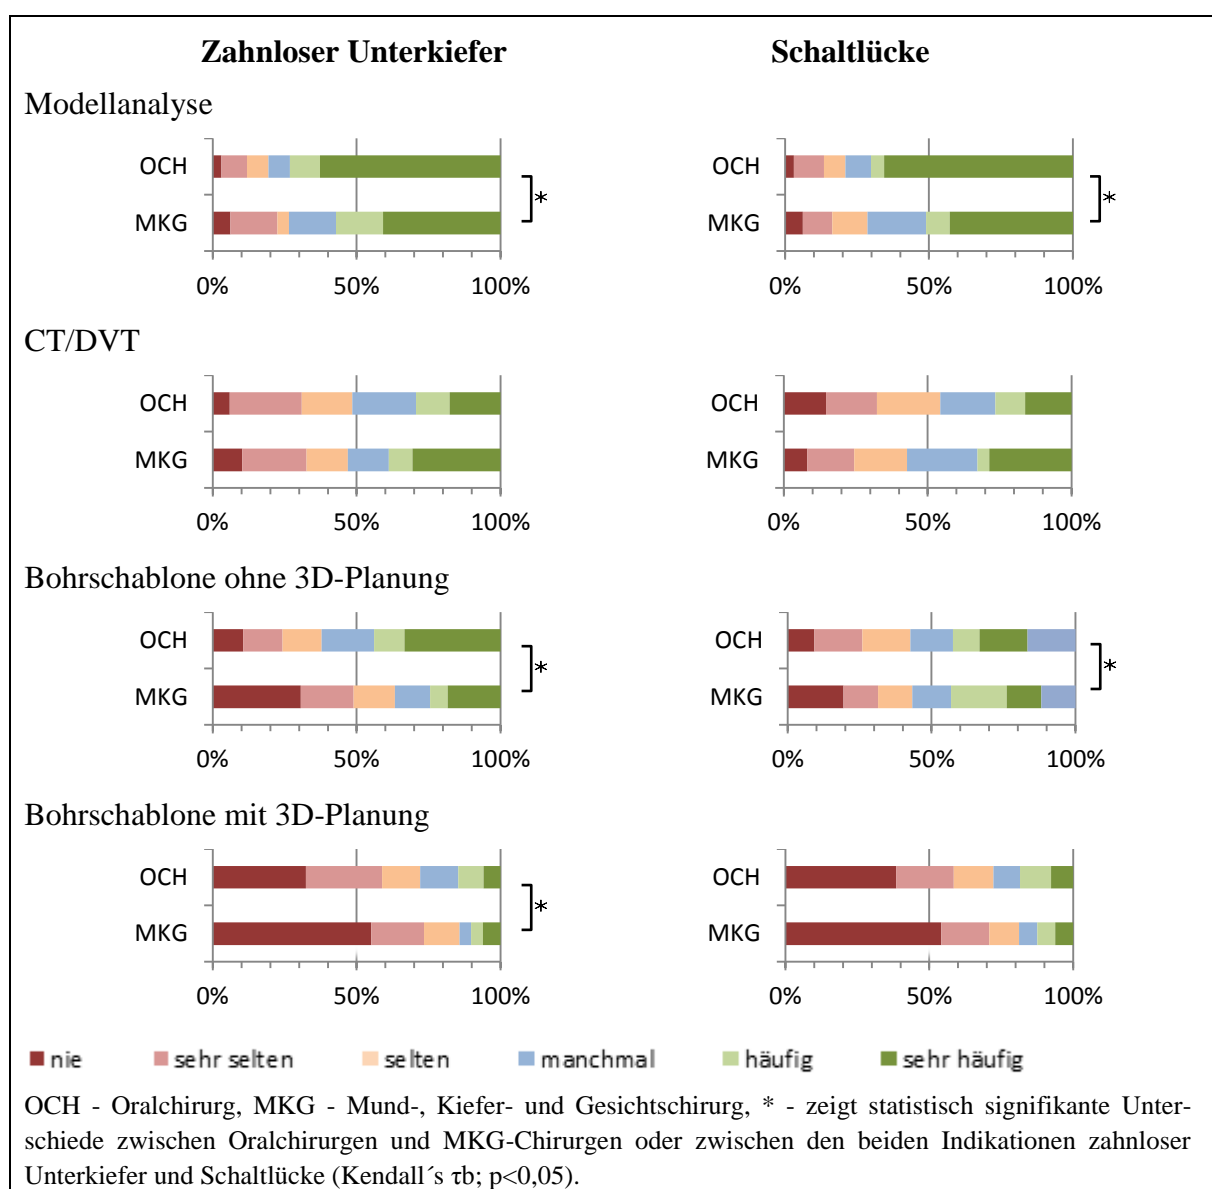 Zahnloser Unterkiefer Schaltlücke
Modellanalyse
OCH OCH
* *
MKG MKG
0% 50% 100% 0% 50% 100%
CT/DVT
OCH OCH
MKG MKG
0% 50% 100% 0% 50% 100%
Bohrschablone ohne 3D-Planung
OCH OCH
* *
MKG MKG
0% 50% 100% 0% 50% 100%
Bohrschablone mit 3D-Planung
OCH OCH
*
MKG MKG
0% 50% 100% 0% 50% 100%
nie sehr selten selten manchmal häufig sehr häufig
OCH - Oralchirurg, MKG - Mund-, Kiefer- und Gesichtschirurg, * - zeigt statistisch signifikante Unter-
schiede zwischen Oralchirurgen und MKG-Chirurgen oder zwischen den beiden Indikationen zahnloser
Unterkiefer und Schaltlücke (Kendall´s τb; p<0,05).